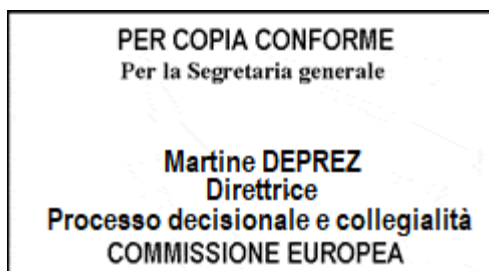 PER COPIA CONFORME
Per la Segretaria generale
Martine DEPREZ
Direttrice
Processo decisionale e collegialità
COMMISSIONE EUROPEA